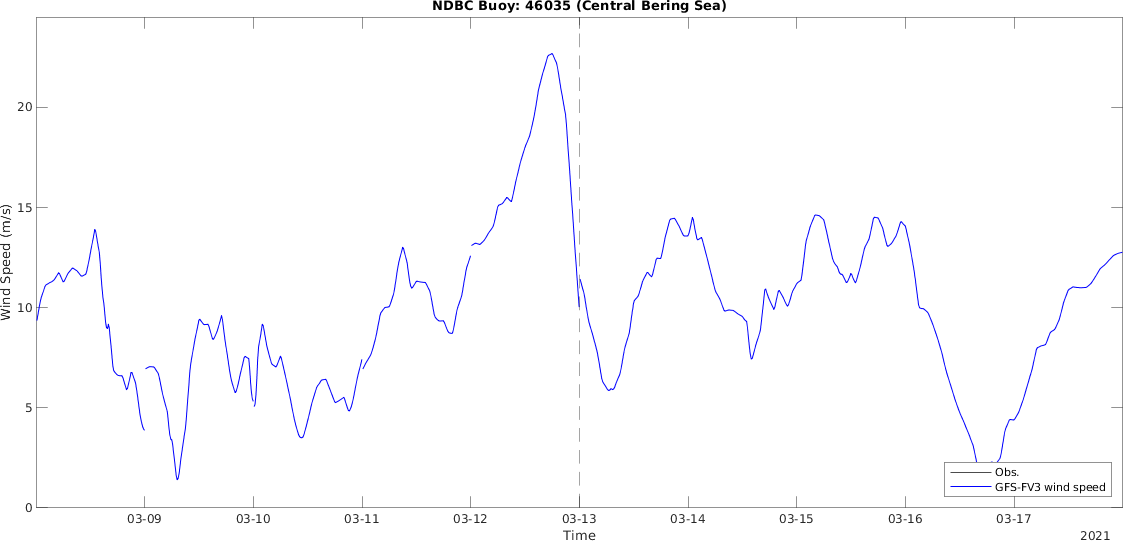 NDBC Buoy: 46035 (Central Bering Sea)
Wind Speed (m/s)
20
15
10
5
0
03-09 03-10 03-11 03-12 03-13 03-14 03-15 03-16 03-17
Time
2021
Obs.
GFS-FV3 wind speed